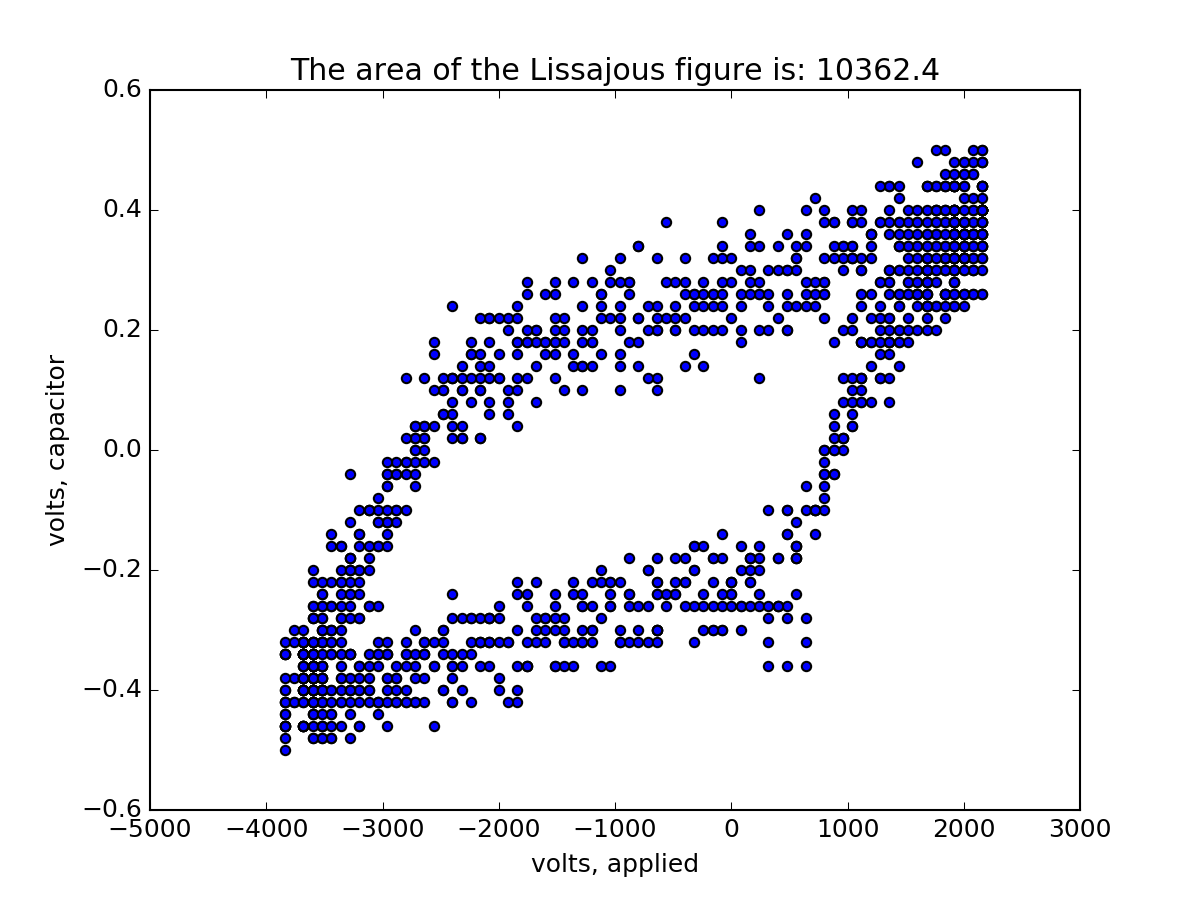 The area of the Lissajous figure is: 10362.4
0.6
0.4
0.2
0.0
−0.2
−0.4
−0.6
volts, capacitor
−5000 −4000 −3000 −2000 −1000 0 1000 2000 3000
volts, applied